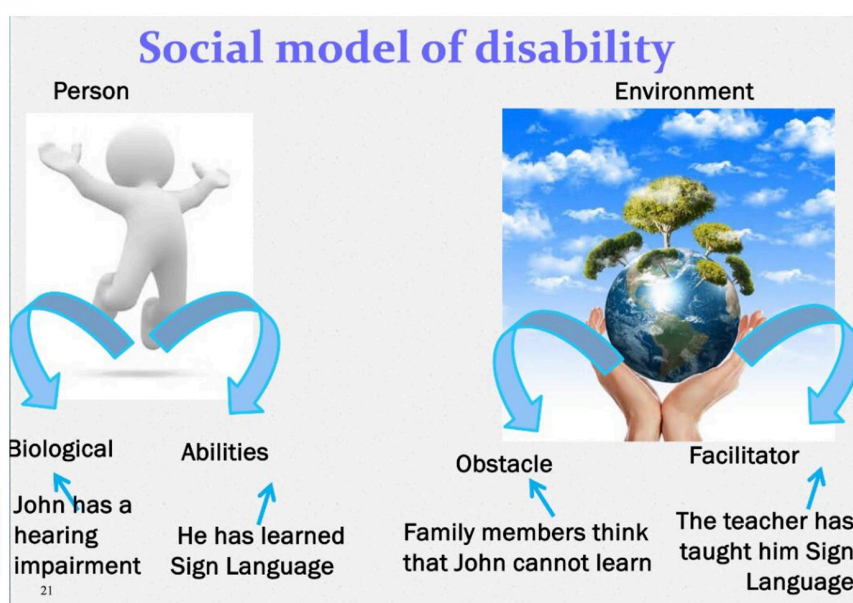 Social model of disability
Person
Environment
Biological
Abilities
Obstacle
Facilitator
John has a
hearing
impairment
He has learned
Sign Language
Family members think
that John cannot learn
The teacher has
taught him Sign
Language
21